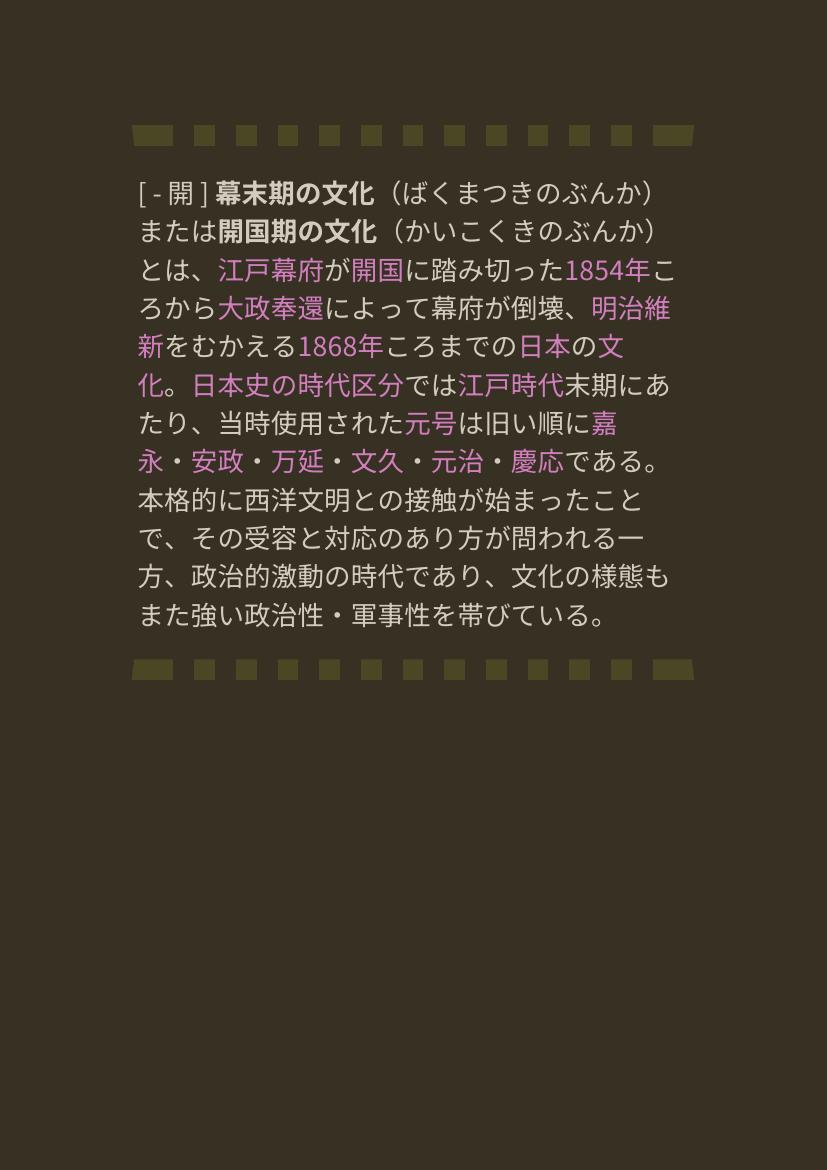 [ - 開 ] 幕末期の文化（ばくまつきのぶんか）
または開国期の文化（かいこくきのぶんか）
とは、江戸幕府が開国に踏み切った1854年こ
ろから大政奉還によって幕府が倒壊、明治維
新をむかえる1868年ころまでの日本の文
化。日本史の時代区分では江戸時代末期にあ
たり、当時使用された元号は旧い順に嘉
永・安政・万延・文久・元治・慶応である。
本格的に西洋文明との接触が始まったこと
で、その受容と対応のあり方が問われる一
方、政治的激動の時代であり、文化の様態も
また強い政治性・軍事性を帯びている。